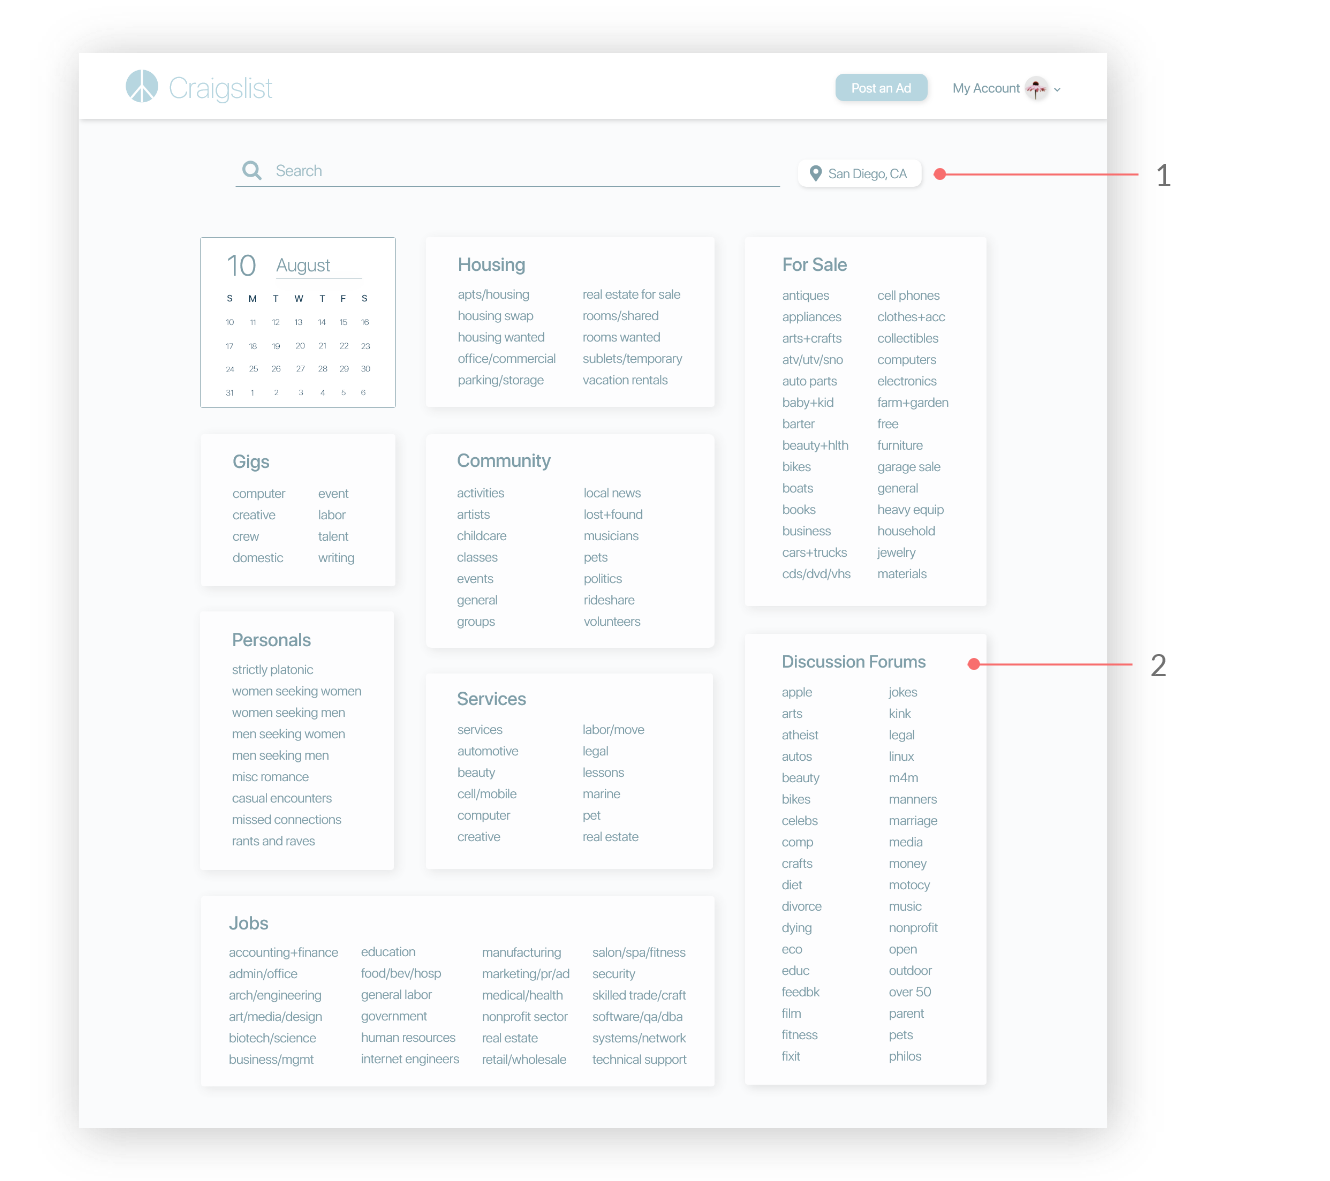 Craigslist
Post an Ad
My Account
Search
San Diego, CA
1
10 August
S M T W T F S
10 11 12 13 14 15 16
17 18 19 20 21 22 23
24 25 26 27 28 29 30
31 1 2 3 4 5 6
Housing
apts/housing real estate for sale
housing swap rooms/shared
housing wanted rooms wanted
office/commercial sublets/temporary
parking/storage vacation rentals
For Sale
antiques cell phones
appliances clothes+acc
arts+crafts collectibles
atv/utv/sno computers
auto parts electronics
baby+kid farm+garden
barter free
beauty+hlth furniture
bikes garage sale
boats general
books heavy equip
business household
cars+trucks jewelry
cds/dvd/vhs materials
Gigs
computer event
creative labor
crew talent
domestic writing
Community
activities local news
artists lost+found
childcare musicians
classes pets
events politics
general rideshare
groups volunteers
Personals
strictly platonic
women seeking women
women seeking men
men seeking women
men seeking men
misc romance
casual encounters
missed connections
rants and raves
Services
services labor/move
automotive legal
beauty lessons
cell/mobile marine
computer pet
creative real estate
Discussion Forums
2
apple jokes
arts kink
atheist legal
autos linux
beauty m4m
bikes manners
celebs marriage
comp media
crafts money
diet motocy
divorce music
dying nonprofit
eco open
educ outdoor
feedbk over 50
film parent
fitness pets
fixit philos
Jobs
accounting+finance education manufacturing salon/spa/fitness
admin/office food/bev/hosp marketing/pr/ad security
arch/engineering general labor medical/health skilled trade/craft
art/media/design government nonprofit sector software/qa/dba
biotech/science human resources real estate systems/network
business/mgmt internet engineers retail/wholesale technical support